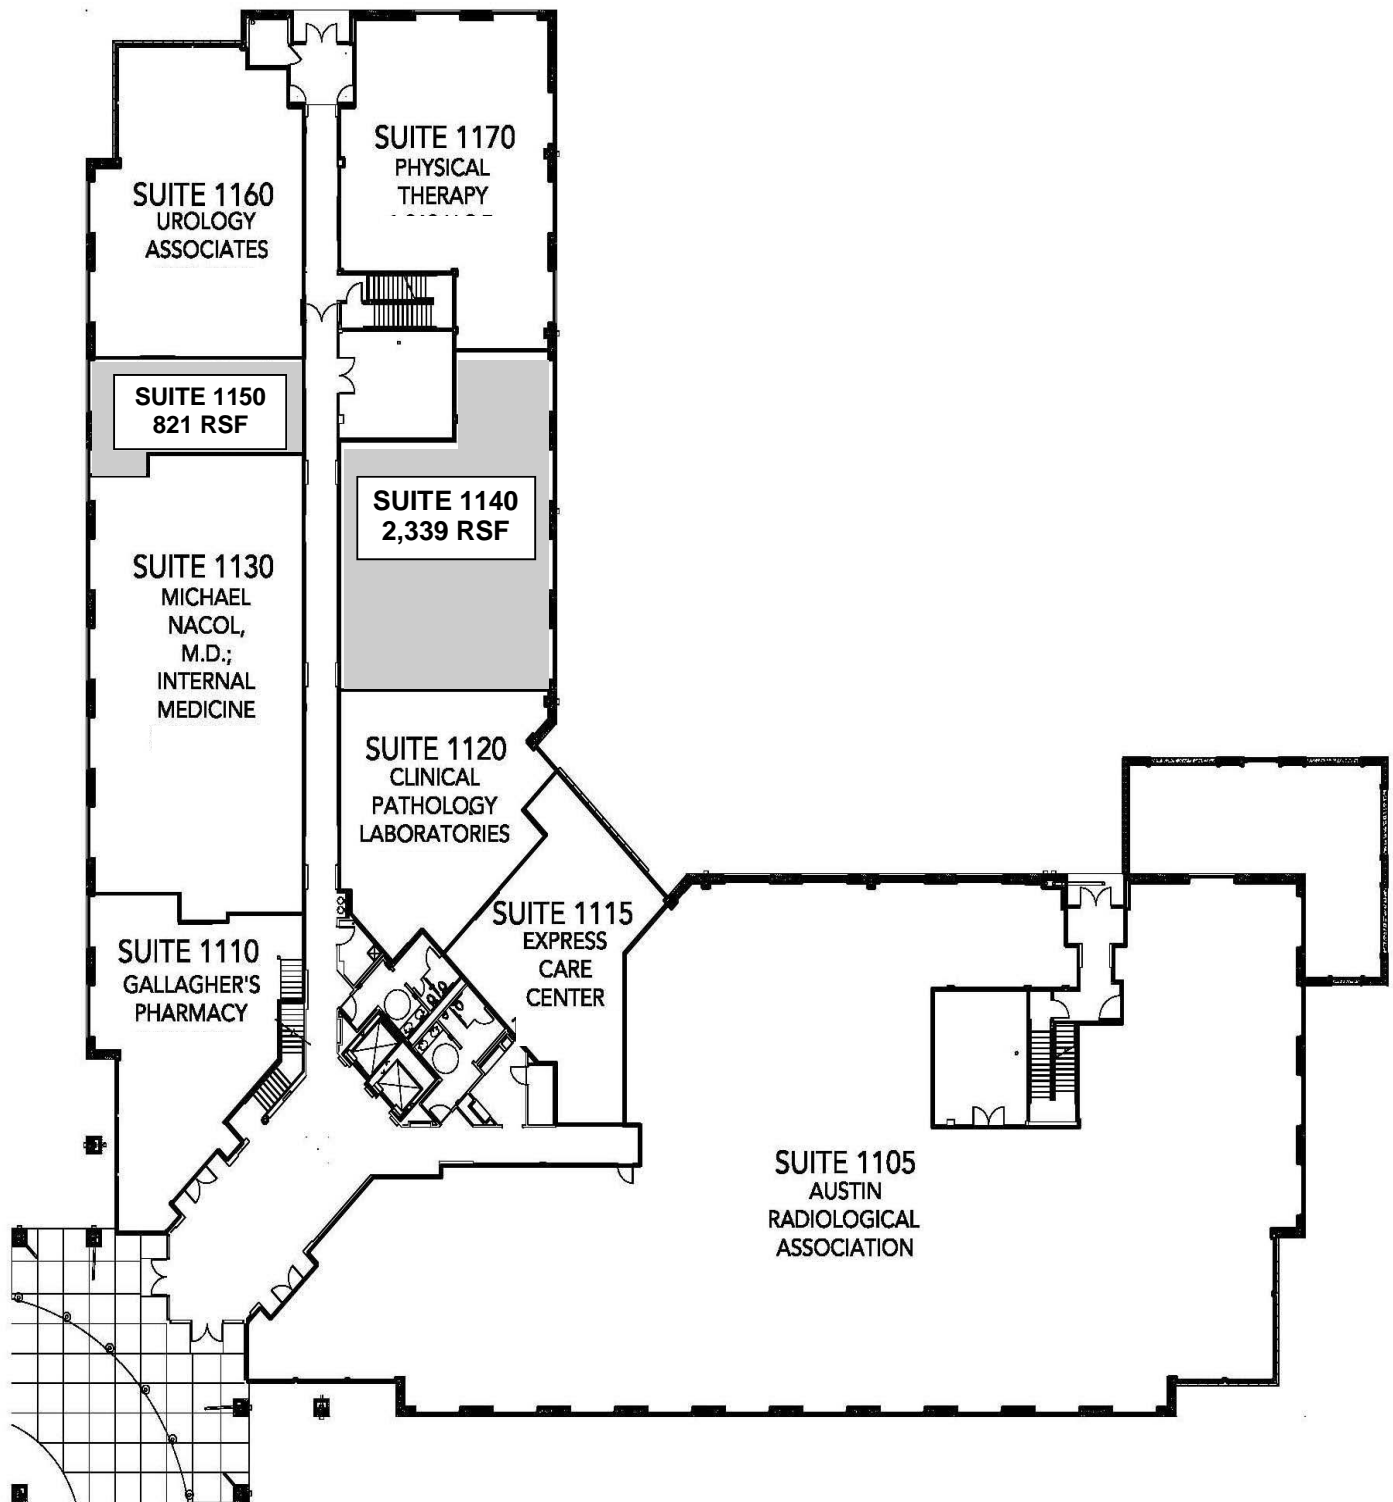 SUITE 1170
PHYSICAL
THERAPY
SUITE 1160
UROLOGY
ASSOCIATES
SUITE 1150
821 RSF
SUITE 1140
2,339 RSF
SUITE 1130
MICHAEL
NACOL,
M.D.;
INTERNAL
MEDICINE
SUITE 1120
CLINICAL
PATHOLOGY
LABORATORIES
SUITE 1115
EXPRESS
CARE
CENTER
SUITE 1110
GALLAGHER'S
PHARMACY
SUITE 1105
AUSTIN
RADIOLOGICAL
ASSOCIATION